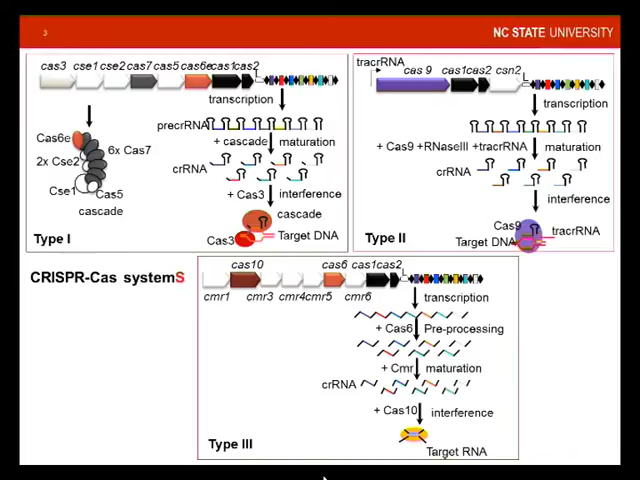 3
NC STATE UNIVERSITY
cas3 cse1 cse2 cas7 cas5 cas6e cas1 cas2
L
transcription
precrRNA
+ cascade maturation
crRNA
+ Cas3 interference
cascade
Cas3 Target DNA
Cas6e
6x Cas7
2x Cse2
Cse1
Cas5
cascade
Type I
tracrRNA
cas 9 cas1 cas2 csn2
L
transcription
+ Cas9 +RNaseIII +tracrRNA maturation
crRNA
interference
Cas9
tracrRNA
Target DNA
Type II
CRISPR-Cas systemS
cas10 cas6 cas1 cas2
L
cmr1 cmr3 cmr4 cmr5 cmr6
transcription
+ Cas6 Pre-processing
+ Cmr maturation
crRNA
+ Cas10 interference
Target RNA
Type III